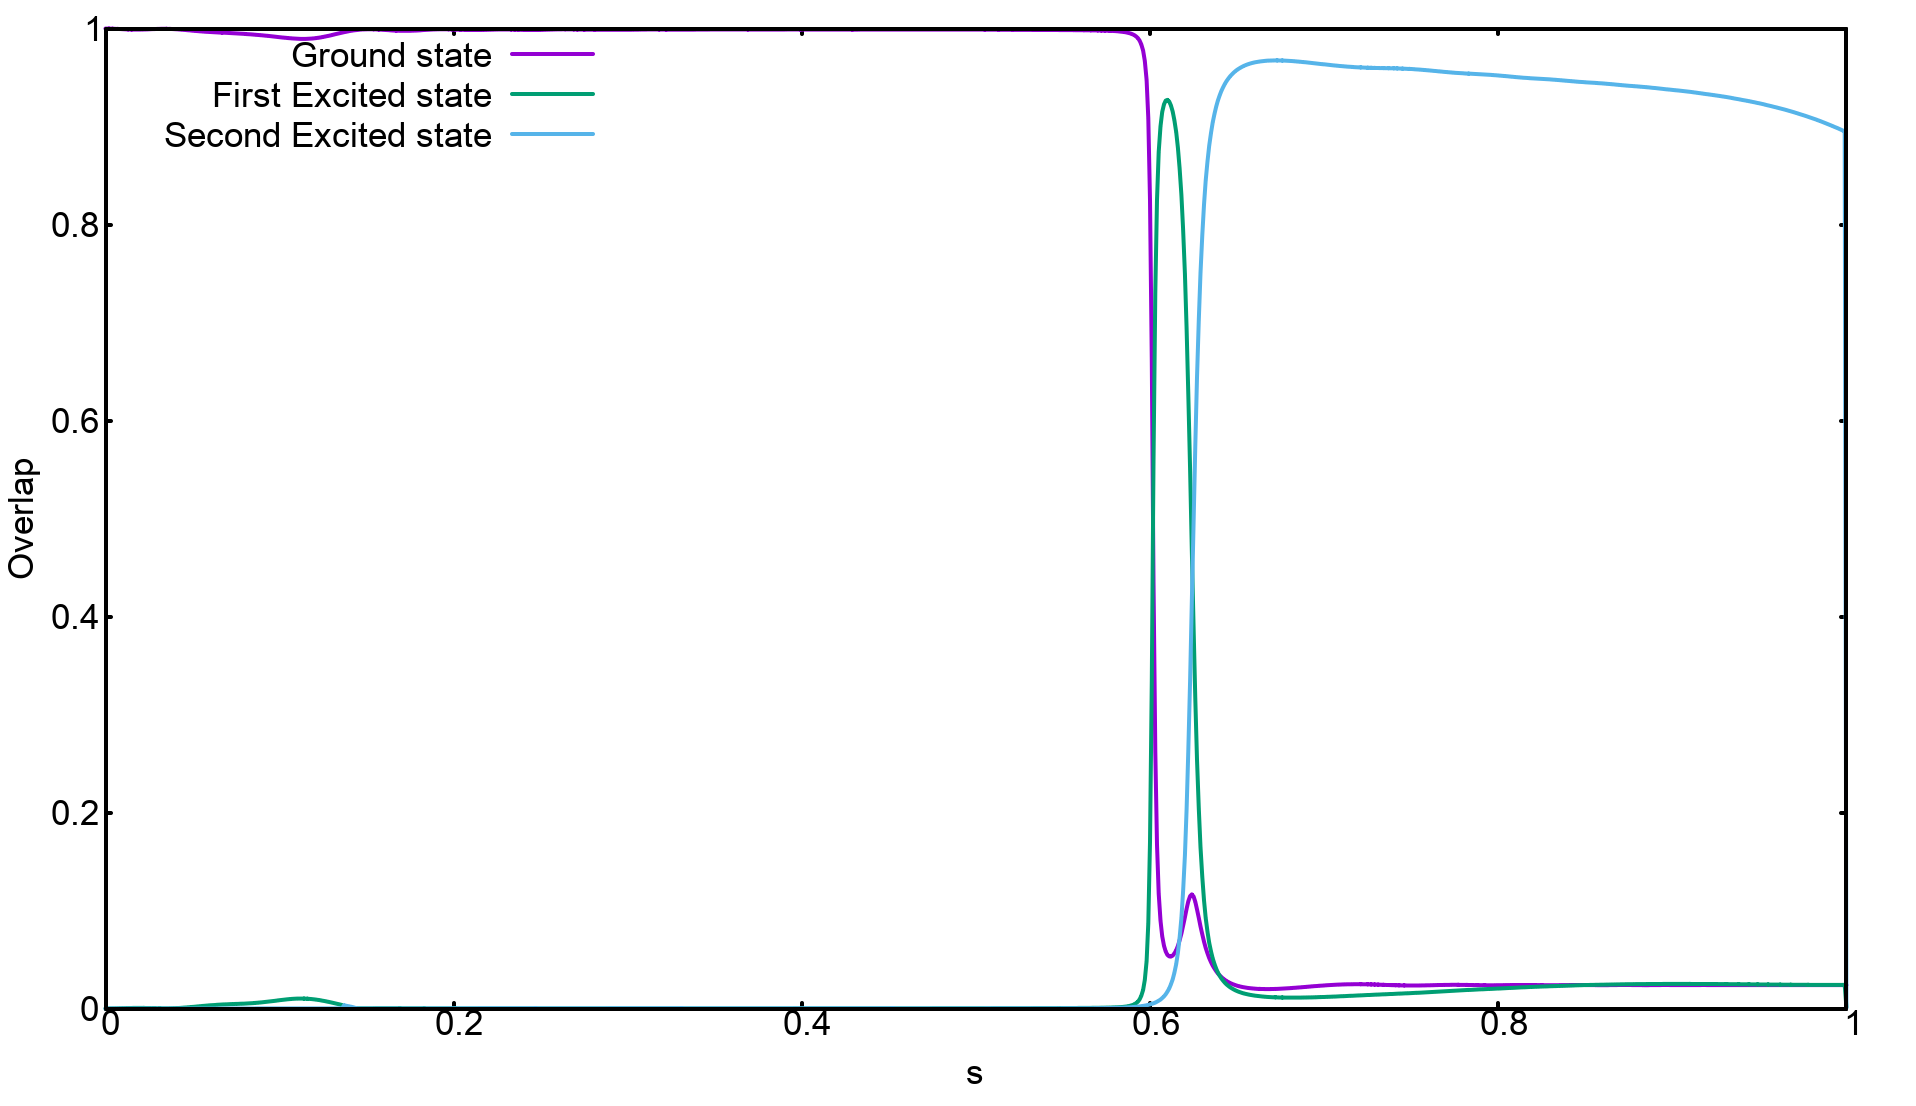 1
Ground state
First Excited state
Second Excited state
0.8
0.6
Overlap
0.4
0.2
0
0 0.2 0.4 0.6 0.8 1
s